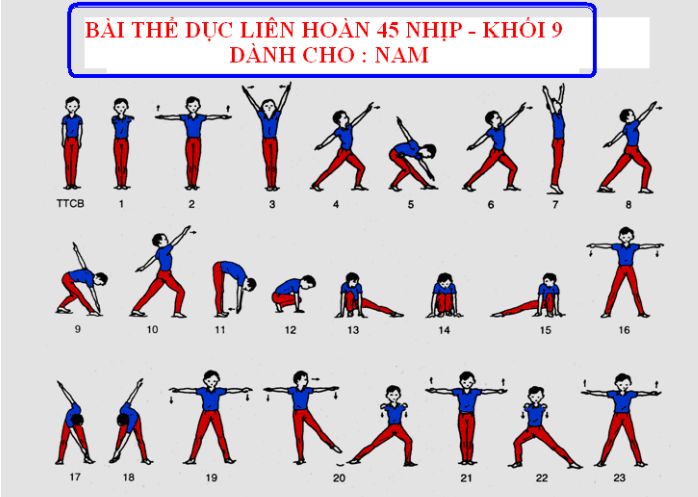 BÀI THỂ DỤC LIÊN HOÀN 45 NHỊP - KHỐI 9
DÀNH CHO : NAM
TTCB 1 2 3 4 5 6 7 8
9 10 11 12 13 14 15 16
17 18 19 20 21 22 23